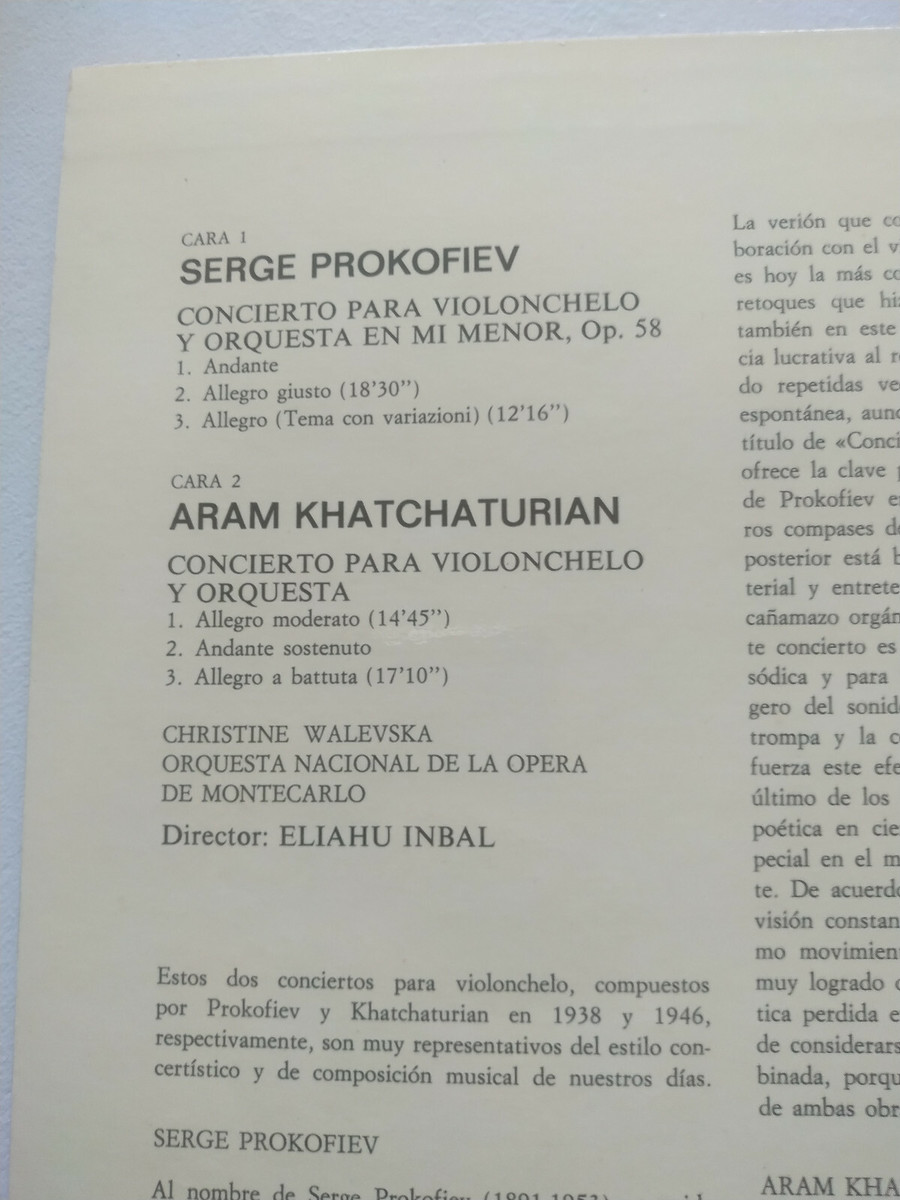 CARA 1
SERGE PROKOFIEV
CONCIERTO PARA VIOLONCHELO
Y ORQUESTA EN MI MENOR, Op. 58
1. Andante
2. Allegro giusto (18'30")
3. Allegro (Tema con variazioni) (12'16")
CARA 2
ARAM KHATCHATURIAN
CONCIERTO PARA VIOLONCHELO
Y ORQUESTA
1. Allegro moderato (14'45")
2. Andante sostenuto
3. Allegro a battuta (17'10")
CHRISTINE WALEVSKA
ORQUESTA NACIONAL DE LA OPERA
DE MONTECARLO
Director: ELIAHU INBAL
Estos dos conciertos para violonchelo, compuestos
por Prokofiev y Khatchaturian en 1938 y 1946,
respectivamente, son muy representativos del estilo con-
certístico y de composición musical de nuestros días.
SERGE PROKOFIEV
Al nombre de Serge Prokofiev (1891-1953)
La verión que
boración con el
es hoy la más
retoques que
también en este
cia lucrativa al
do repetidas
espontánea,
título de
ofrece la clave
de Prokofiev
ros compases
posterior está
terial y
cañamazo
te concierto es
sódica y para
gero del
trompa y la
fuerza este
último de los
poética en
pecial en el
te. De
visión
mo
muy logrado
tica perdida
de
binada,
de ambas
ARAM